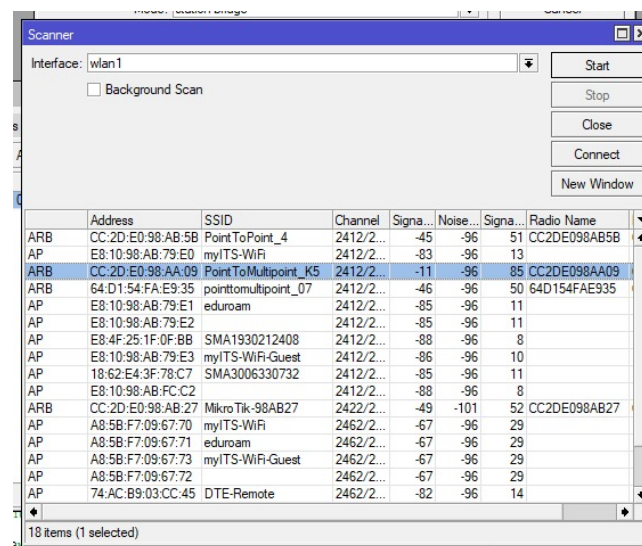 Mode: station bridge
Scanner
Interface: wlan1 Start
Background Scan Stop
Close
Connect
New Window
Address SSID Channel Signa... Noise... Signa... Radio Name
ARB CC:2D:E0:98:AB:5B PointToPoint_4 2412/2... -45 -96 51 CC2DE098AB5B
AP E8:10:98:AB:79:E0 myITS-WiFi 2412/2... -83 -96 13
ARB CC:2D:E0:98:AA:09 PointToMultipoint_K5 2412/2... -11 -96 85 CC2DE098AA09
ARB 64:D1:54:FA:E9:35 pointtomultipoint_07 2412/2... -46 -96 50 64D154FAE935
AP E8:10:98:AB:79:E1 eduroam 2412/2... -85 -96 11
AP E8:10:98:AB:79:E2 2412/2... -85 -96 11
AP E8:4F:25:1F:0F:BB SMA1930212408 2412/2... -88 -96 8
AP E8:10:98:AB:79:E3 myITS-WiFi-Guest 2412/2... -86 -96 10
AP 18:62:E4:3F:78:C7 SMA3006330732 2412/2... -85 -96 11
AP E8:10:98:AB:FC:C2 2412/2... -88 -96 8
ARB CC:2D:E0:98:AB:27 MikroTik-98AB27 2422/2... -49 -101 52 CC2DE098AB27
AP A8:5B:F7:09:67:70 myITS-WiFi 2462/2... -67 -96 29
AP A8:5B:F7:09:67:71 eduroam 2462/2... -67 -96 29
AP A8:5B:F7:09:67:73 myITS-WiFi-Guest 2462/2... -67 -96 29
AP A8:5B:F7:09:67:72 2462/2... -67 -96 29
AP 74:AC:B9:03:CC:45 DTE-Remote 2462/2... -82 -96 14
18 items (1 selected)